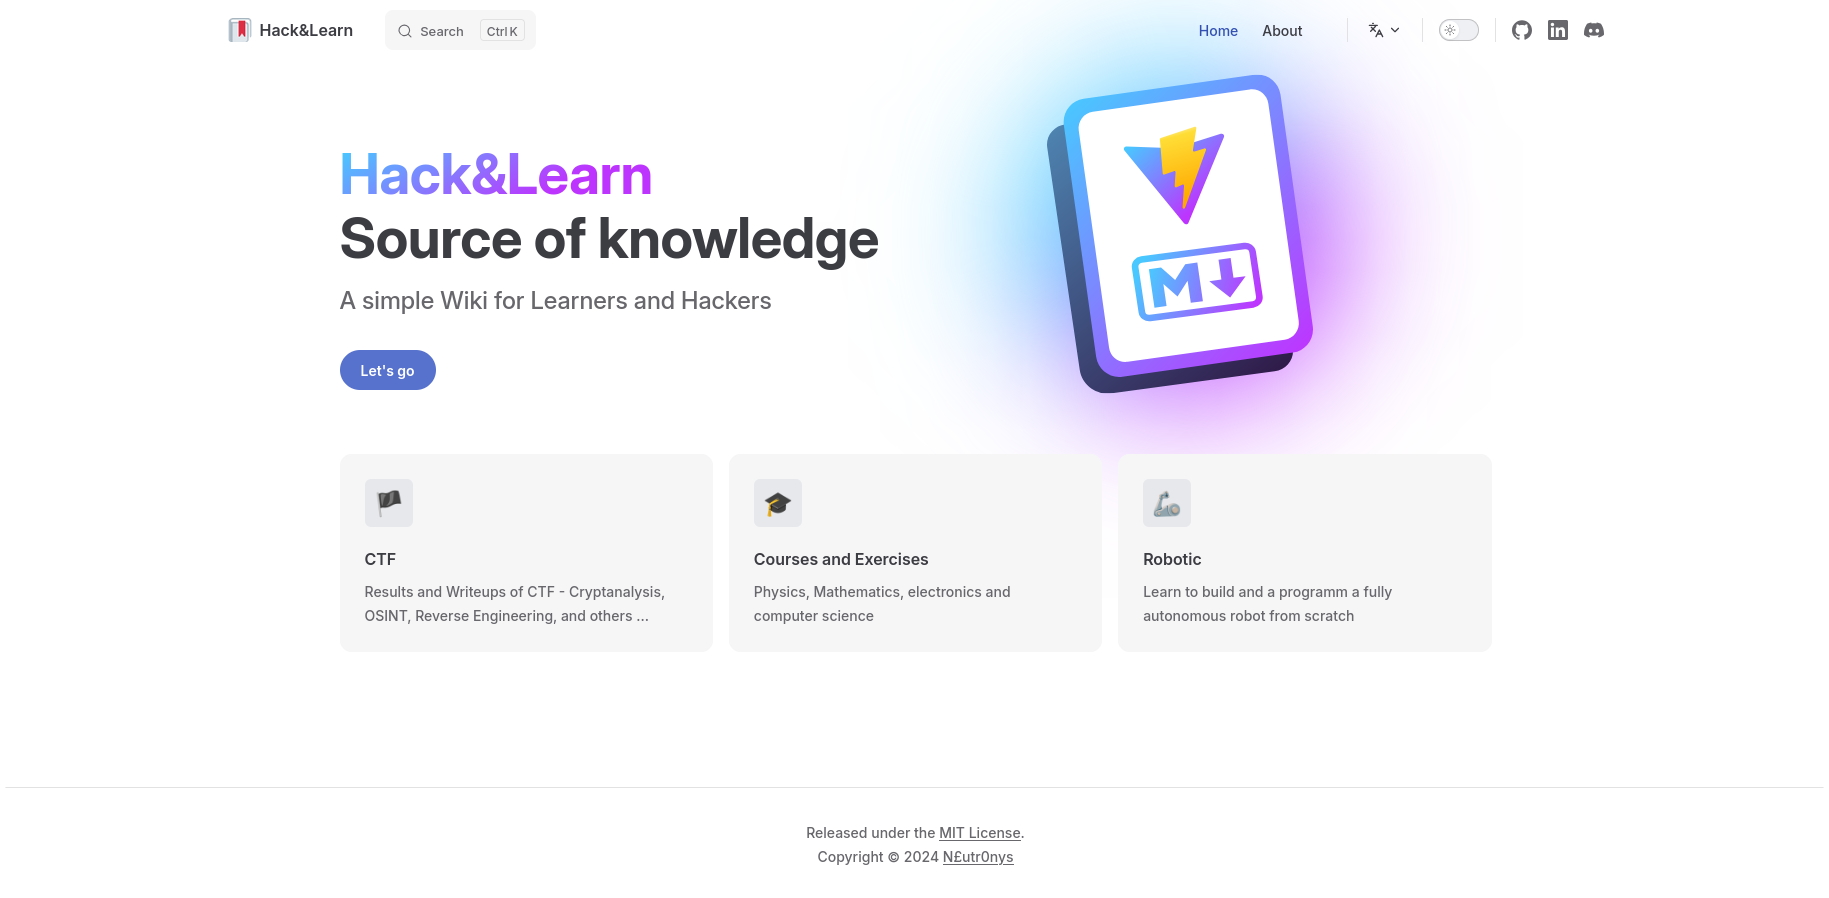 Hack&Learn
Search Ctrl K
Home
About
Hack&Learn
Source of knowledge
A simple Wiki for Learners and Hackers
Let's go
M
CTF
Results and Writeups of CTF - Cryptanalysis,
OSINT, Reverse Engineering, and others ...
Courses and Exercises
Physics, Mathematics, electronics and
computer science
Robotic
Learn to build and a programm a fully
autonomous robot from scratch
Released under the MIT License.
Copyright © 2024 N£utr0nys